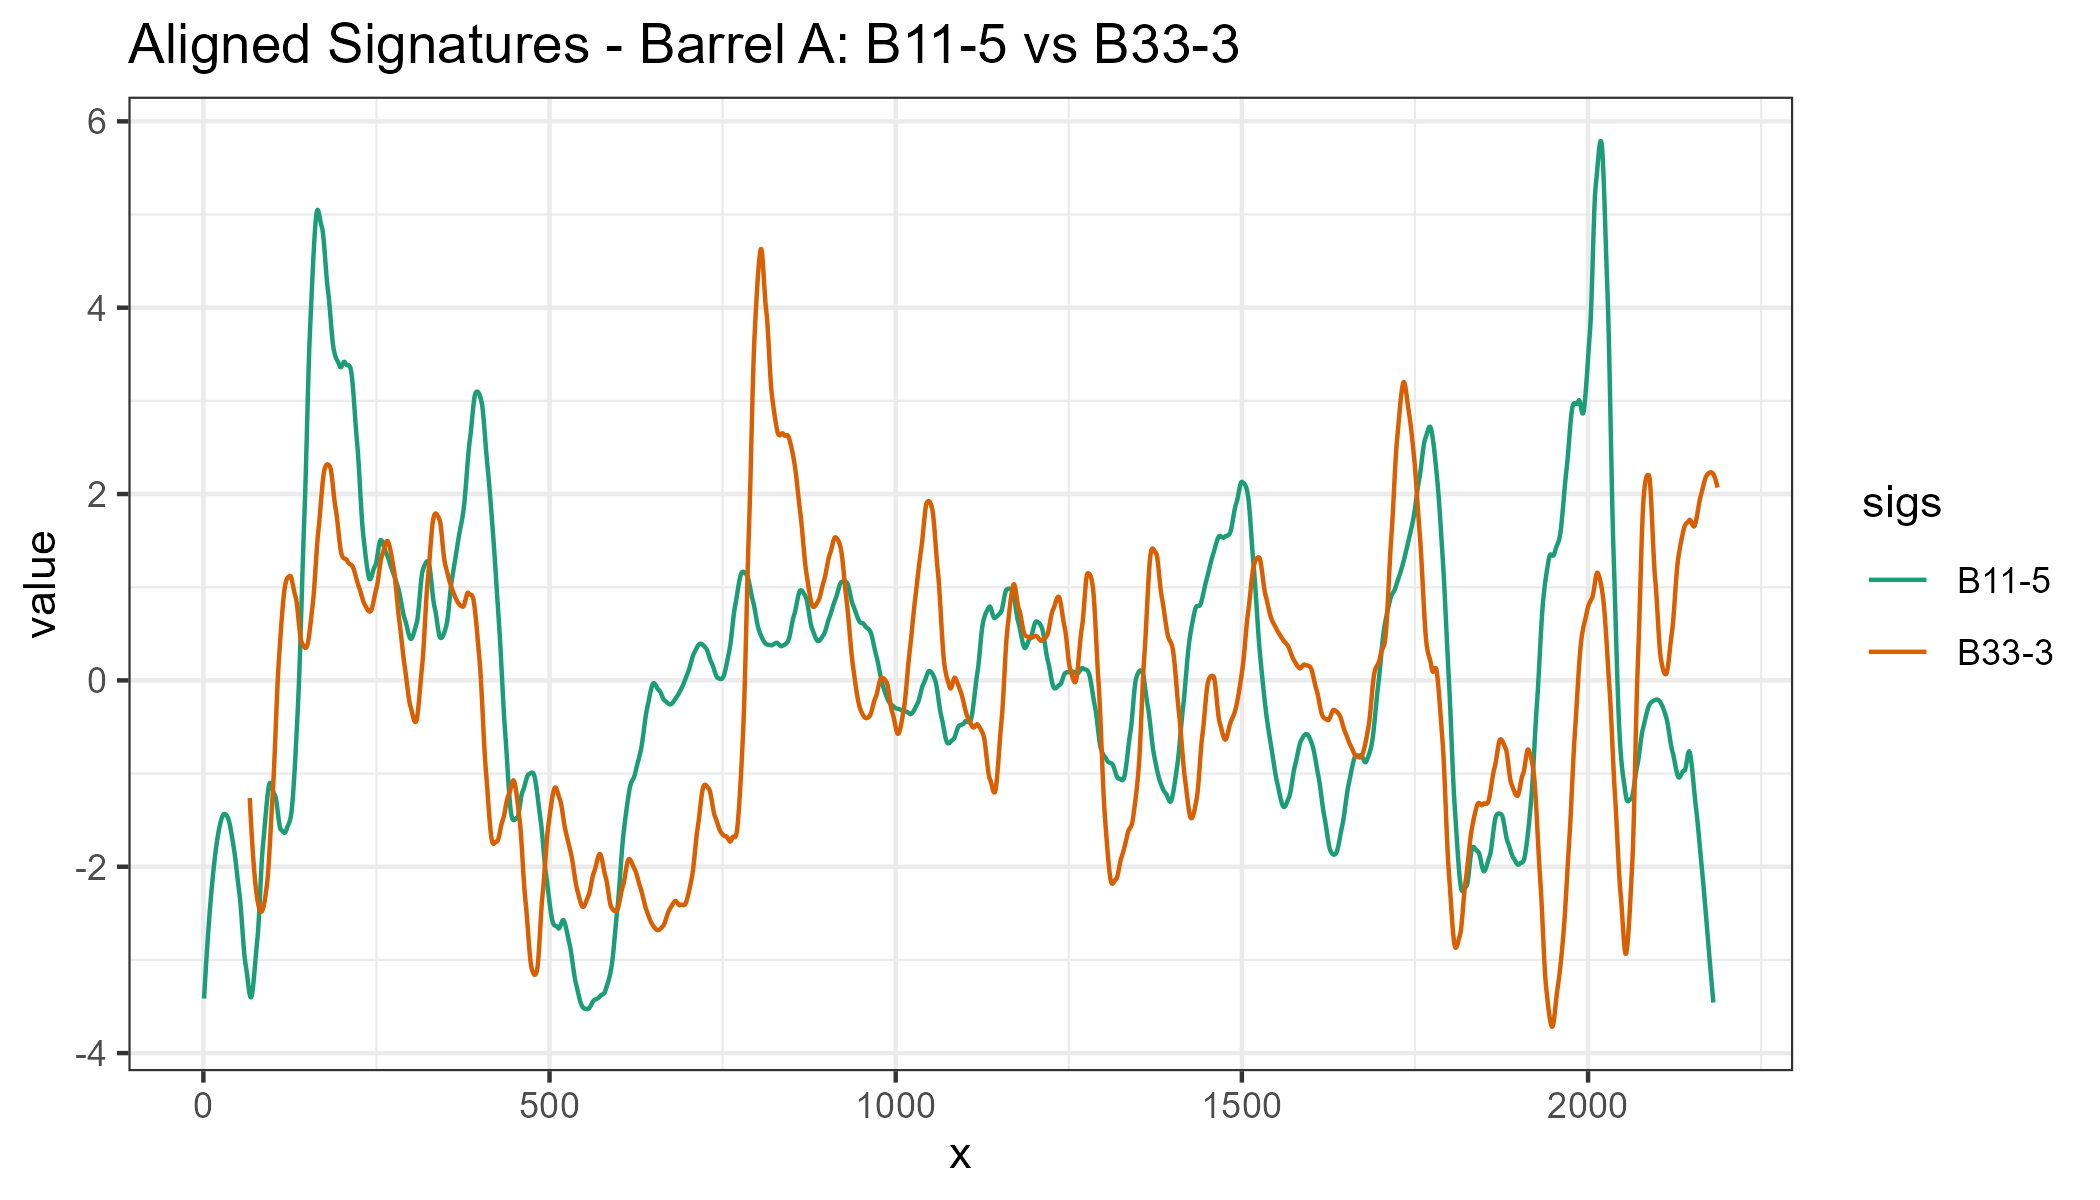 Aligned Signatures - Barrel A: B11-5 vs B33-3
6
4
2
0
-2
-4
value
0 500 1000 1500 2000
x
sigs
B11-5
B33-3